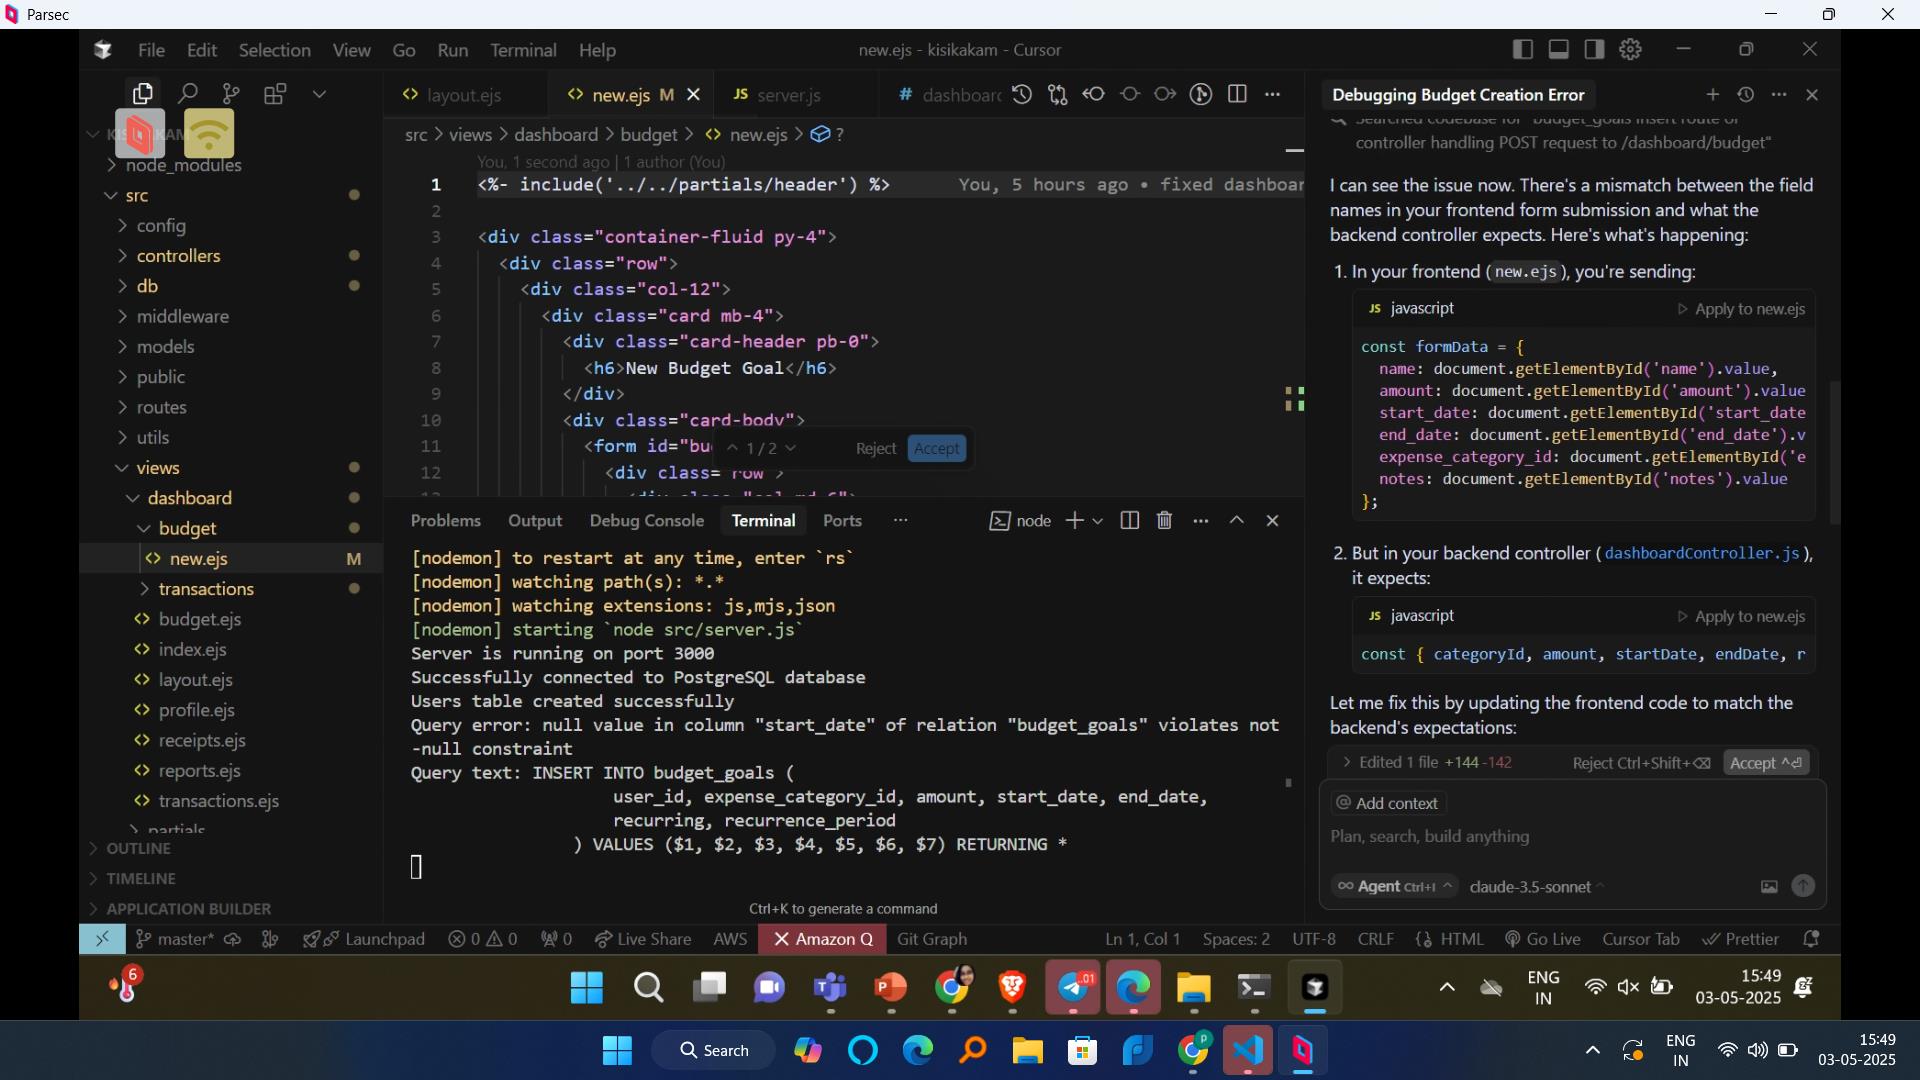 Parsec
File Edit Selection View Go Run Terminal Help
new.ejs - kisikakam - Cursor
layout.ejs
new.ejs M
JS server.js
# dashboard
src > views > dashboard > budget > new.ejs > ?
node_modules
src
config
controllers
db
middleware
models
public
routes
utils
views
dashboard
budget
new.ejs M
transactions
budget.ejs
index.ejs
layout.ejs
profile.ejs
receipts.ejs
reports.ejs
transactions.ejs
partials
OUTLINE
TIMELINE
APPLICATION BUILDER
You, 1 second ago | 1 author (You)
1 <%- include('../../partials/header') %> You, 5 hours ago • fixed dashboar
2
3 <div class="container-fluid py-4">
4 <div class="row">
5 <div class="col-12">
6 <div class="card mb-4">
7 <div class="card-header pb-0">
8 <h6>New Budget Goal</h6>
9 </div>
10 <div class="card-body">
11 <form id="bu
12 <div class="row">
1 / 2 Reject Accept
Problems Output Debug Console Terminal Ports ··· node
[nodemon] to restart at any time, enter `rs`
[nodemon] watching path(s): *.*
[nodemon] watching extensions: js,mjs,json
[nodemon] starting `node src/server.js`
Server is running on port 3000
Successfully connected to PostgreSQL database
Users table created successfully
Query error: null value in column "start_date" of relation "budget_goals" violates not
-null constraint
Query text: INSERT INTO budget_goals (
user_id, expense_category_id, amount, start_date, end_date,
recurring, recurrence_period
) VALUES ($1, $2, $3, $4, $5, $6, $7) RETURNING *
Ctrl+K to generate a command
Debugging Budget Creation Error
Searched codebase for "budget_goals insert route or
controller handling POST request to /dashboard/budget"
I can see the issue now. There's a mismatch between the field
names in your frontend form submission and what the
backend controller expects. Here's what's happening:
1. In your frontend (new.ejs), you're sending:
JS javascript Apply to new.ejs
const formData = {
name: document.getElementById('name').value,
amount: document.getElementById('amount').value
start_date: document.getElementById('start_date
end_date: document.getElementById('end_date').v
expense_category_id: document.getElementById('e
notes: document.getElementById('notes').value
};
2. But in your backend controller (dashboardController.js),
it expects:
JS javascript Apply to new.ejs
const { categoryId, amount, startDate, endDate, r
Let me fix this by updating the frontend code to match the
backend's expectations:
Edited 1 file +144 -142 Reject Ctrl+Shift+⌫ Accept ^⏎
@ Add context
Plan, search, build anything
∞ Agent Ctrl+I claude-3.5-sonnet
master* Launchpad 0 0 0 Live Share AWS Amazon Q Git Graph Ln 1, Col 1 Spaces: 2 UTF-8 CRLF HTML Go Live Cursor Tab Prettier
6
.01
ENG
IN
15:49
03-05-2025
Search
P
ENG
IN
15:49
03-05-2025